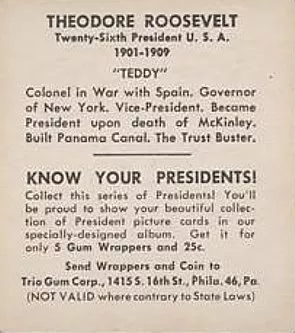 THEODORE ROOSEVELT
Twenty-Sixth President U. S. A.
1901-1909
"TEDDY"
Colonel in War with Spain. Governor
of New York. Vice-President. Became
President upon death of McKinley.
Built Panama Canal. The Trust Buster.
KNOW YOUR PRESIDENTS!
Collect this series of Presidents! You'll
be proud to show your beautiful collec-
tion of President picture cards in our
specially-designed album. Get it for
only 5 Gum Wrappers and 25c.
Send Wrappers and Coin to
Trio Gum Corp., 1415 S. 16th St., Phila. 46, Pa.
(NOT VALID where contrary to State Laws)